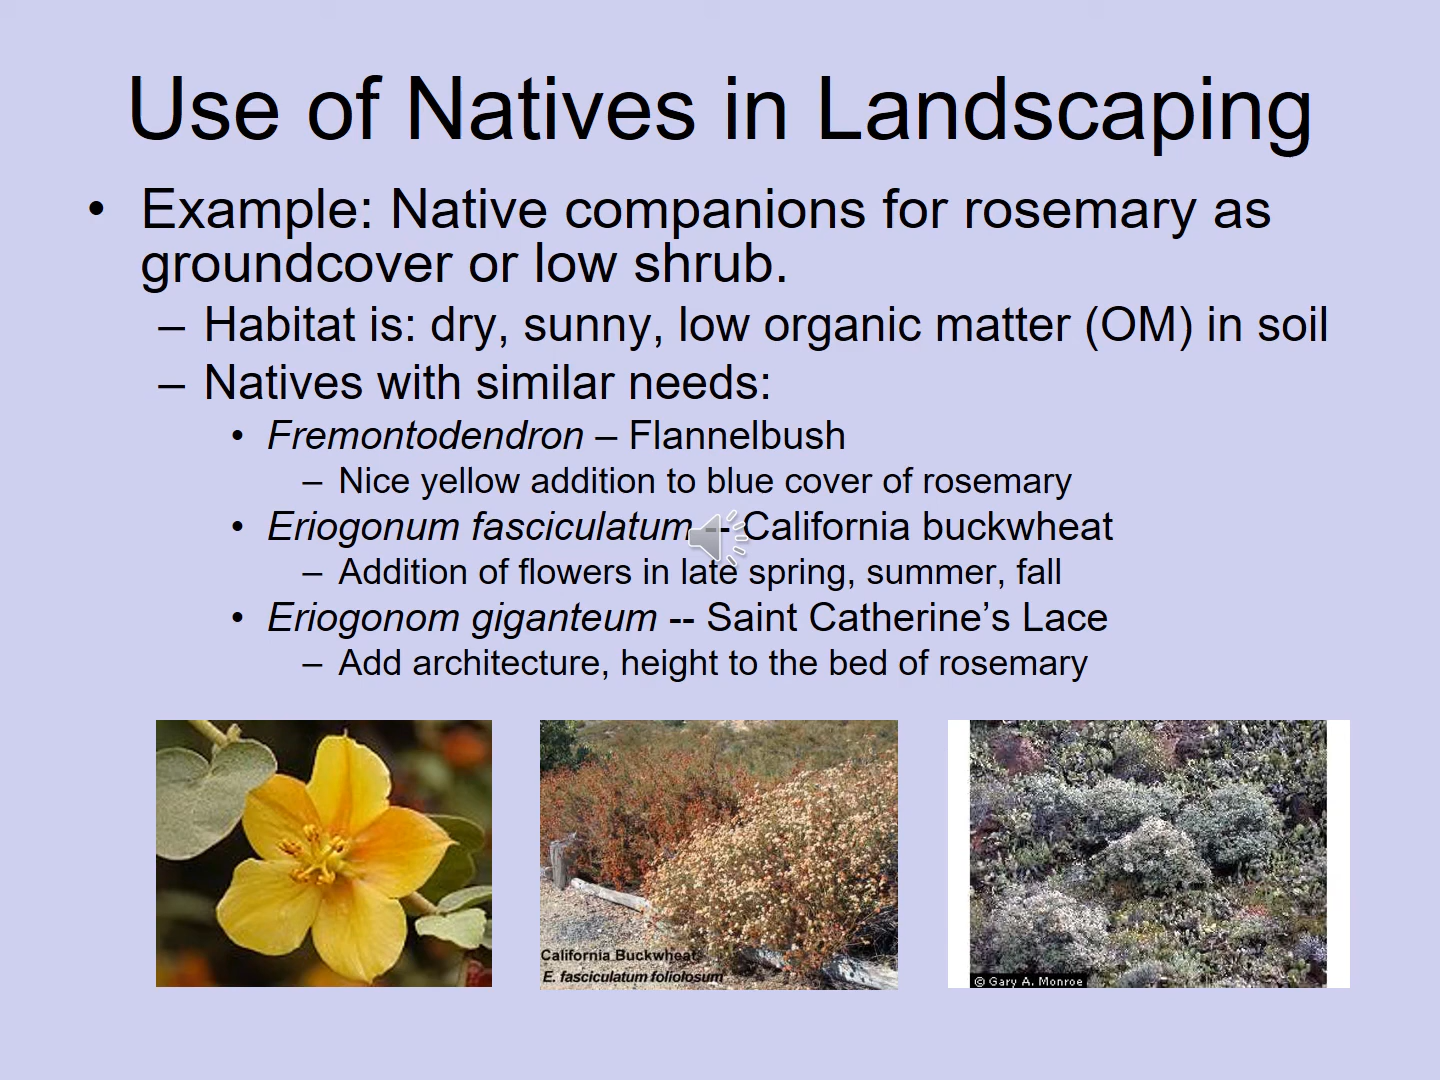 Use of Natives in Landscaping
• Example: Native companions for rosemary as
groundcover or low shrub.
– Habitat is: dry, sunny, low organic matter (OM) in soil
– Natives with similar needs:
• Fremontodendron – Flannelbush
– Nice yellow addition to blue cover of rosemary
• Eriogonum fasciculatum -- California buckwheat
– Addition of flowers in late spring, summer, fall
• Eriogonom giganteum -- Saint Catherine’s Lace
– Add architecture, height to the bed of rosemary
California Buckwheat
E. fasciculatum foliolosum
© Gary A. Monroe